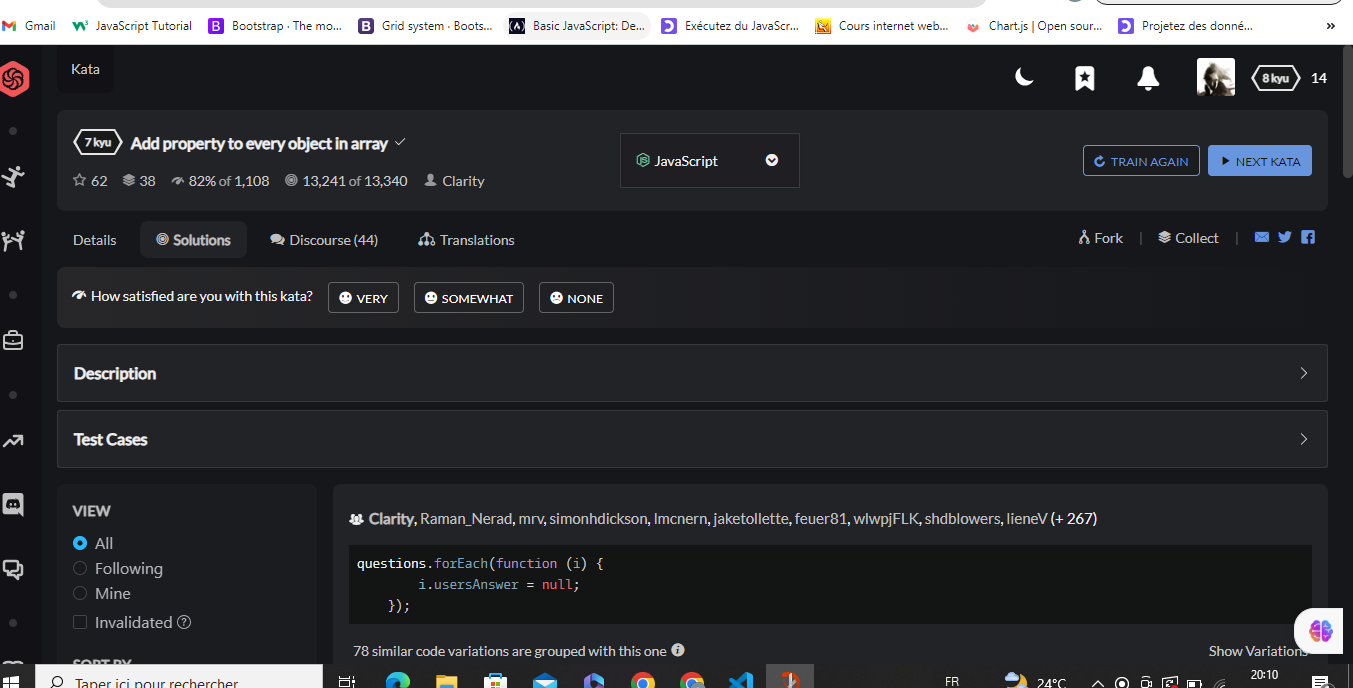 Gmail JavaScript Tutorial Bootstrap · The mo... Grid system · Boots... Basic JavaScript: De... Exécutez du JavaScr... Cours internet web... Chart.js | Open sour... Projetez des donné... »
Kata
8 kyu 14
7 kyu Add property to every object in array
JavaScript
TRAIN AGAIN NEXT KATA
62 38 82% of 1,108 13,241 of 13,340 Clarity
Details Solutions Discourse (44) Translations
Fork | Collect |
How satisfied are you with this kata? VERY SOMEWHAT NONE
Description
Test Cases
VIEW
All
Following
Mine
Invalidated
SORT BY
Clarity, Raman_Nerad, mrv, simonhdickson, lmcnern, jaketollette, feuer81, wlwpjFLK, shdblowers, lieneV (+ 267)
questions.forEach(function (i) {
i.usersAnswer = null;
});
78 similar code variations are grouped with this one
Show Variations
Taper ici pour rechercher
FR 24°C 20:10